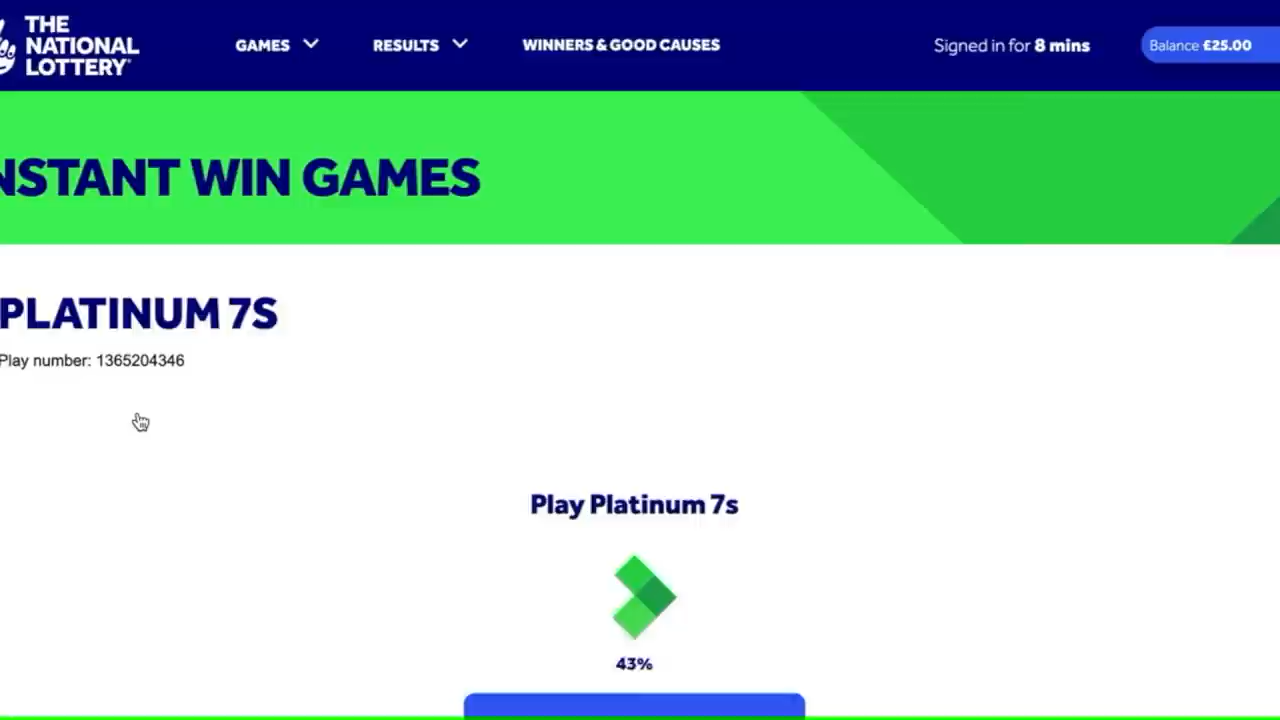 THE
NATIONAL
LOTTERY
GAMES
RESULTS
WINNERS & GOOD CAUSES
Signed in for 8 mins
Balance £25.00
NSTANT WIN GAMES
PLATINUM 7S
Play number: 1365204346
Play Platinum 7s
43%